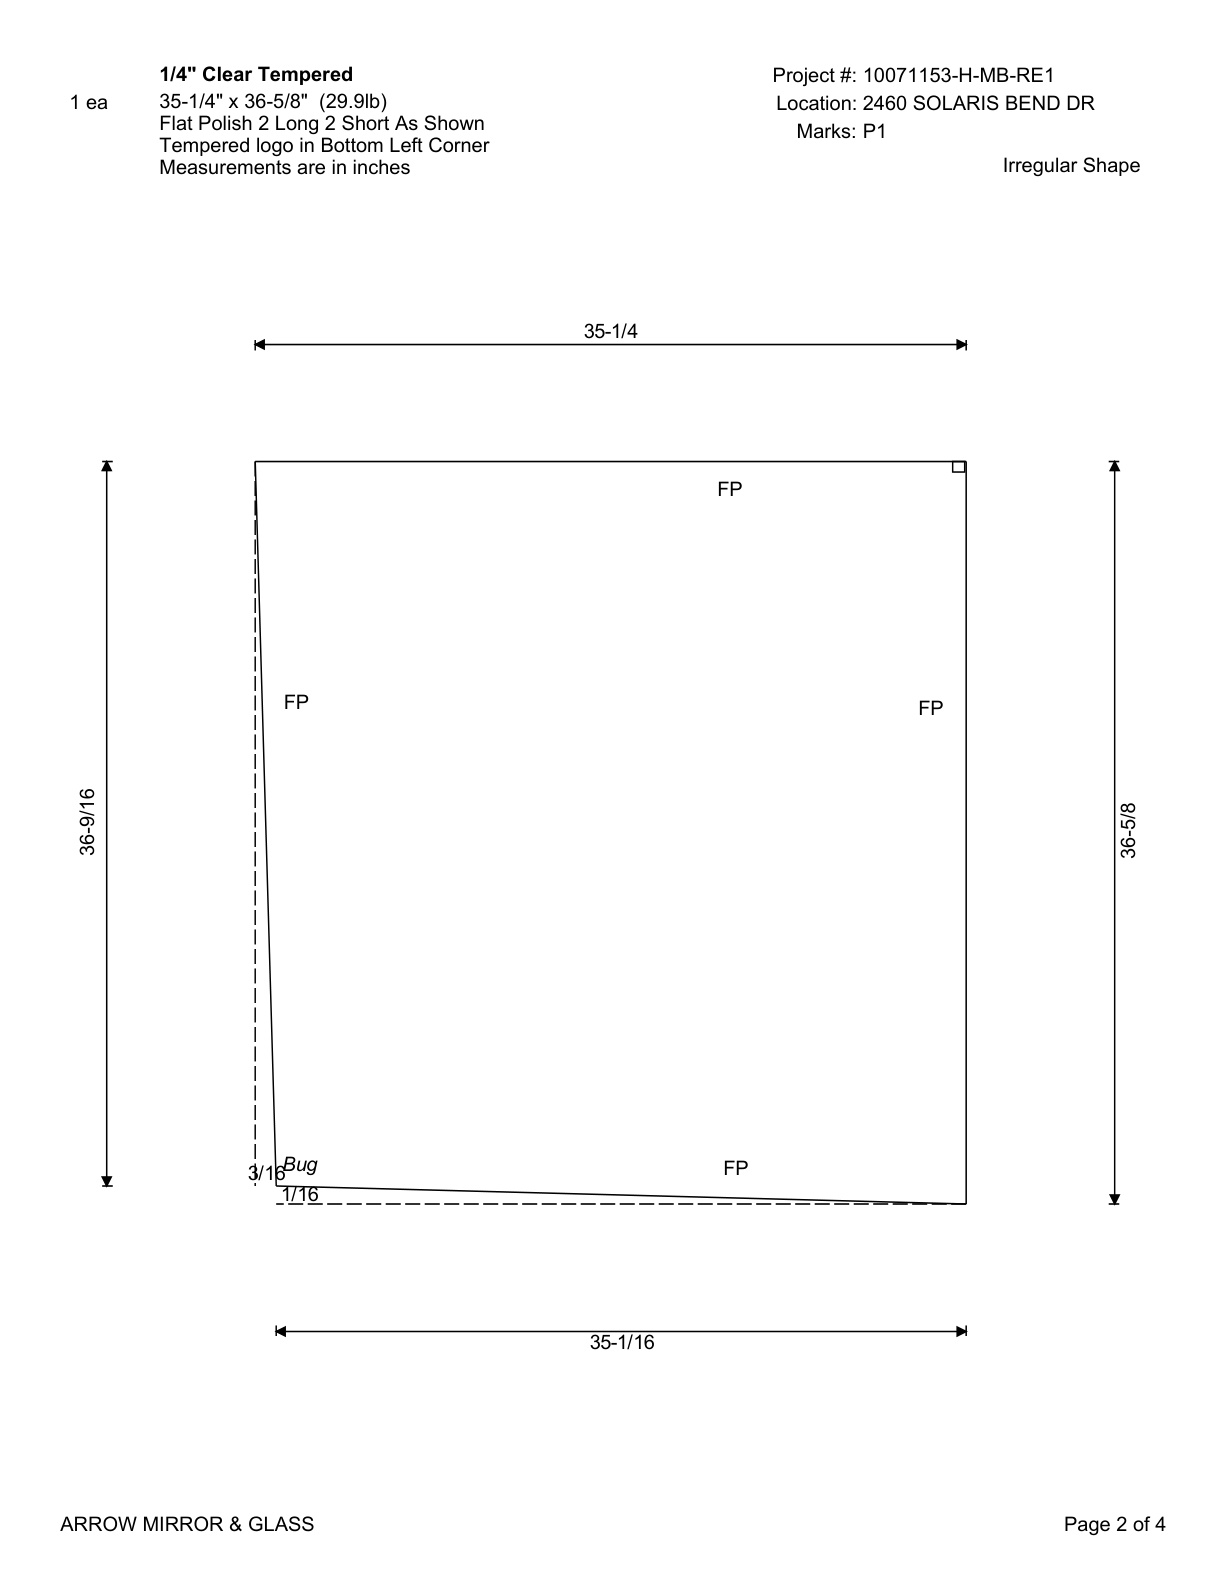 1/4" Clear Tempered
Project #: 10071153-H-MB-RE1
1 ea
35-1/4" x 36-5/8" (29.9lb)
Location: 2460 SOLARIS BEND DR
Flat Polish 2 Long 2 Short As Shown
Marks: P1
Tempered logo in Bottom Left Corner
Measurements are in inches
Irregular Shape
35-1/4
FP
FP
FP
36-9/16
36-5/8
Bug
3/16
FP
1/16
35-1/16
ARROW MIRROR & GLASS
Page 2 of 4